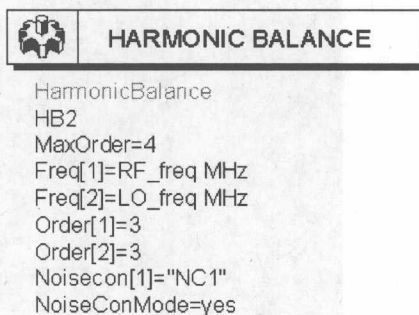 HARMONIC BALANCE
HarmonicBalance
HB2
MaxOrder=4
Freq[1]=RF_freq MHz
Freq[2]=LO_freq MHz
Order[1]=3
Order[2]=3
Noisecon[1]="NC1"
NoiseConMode=yes